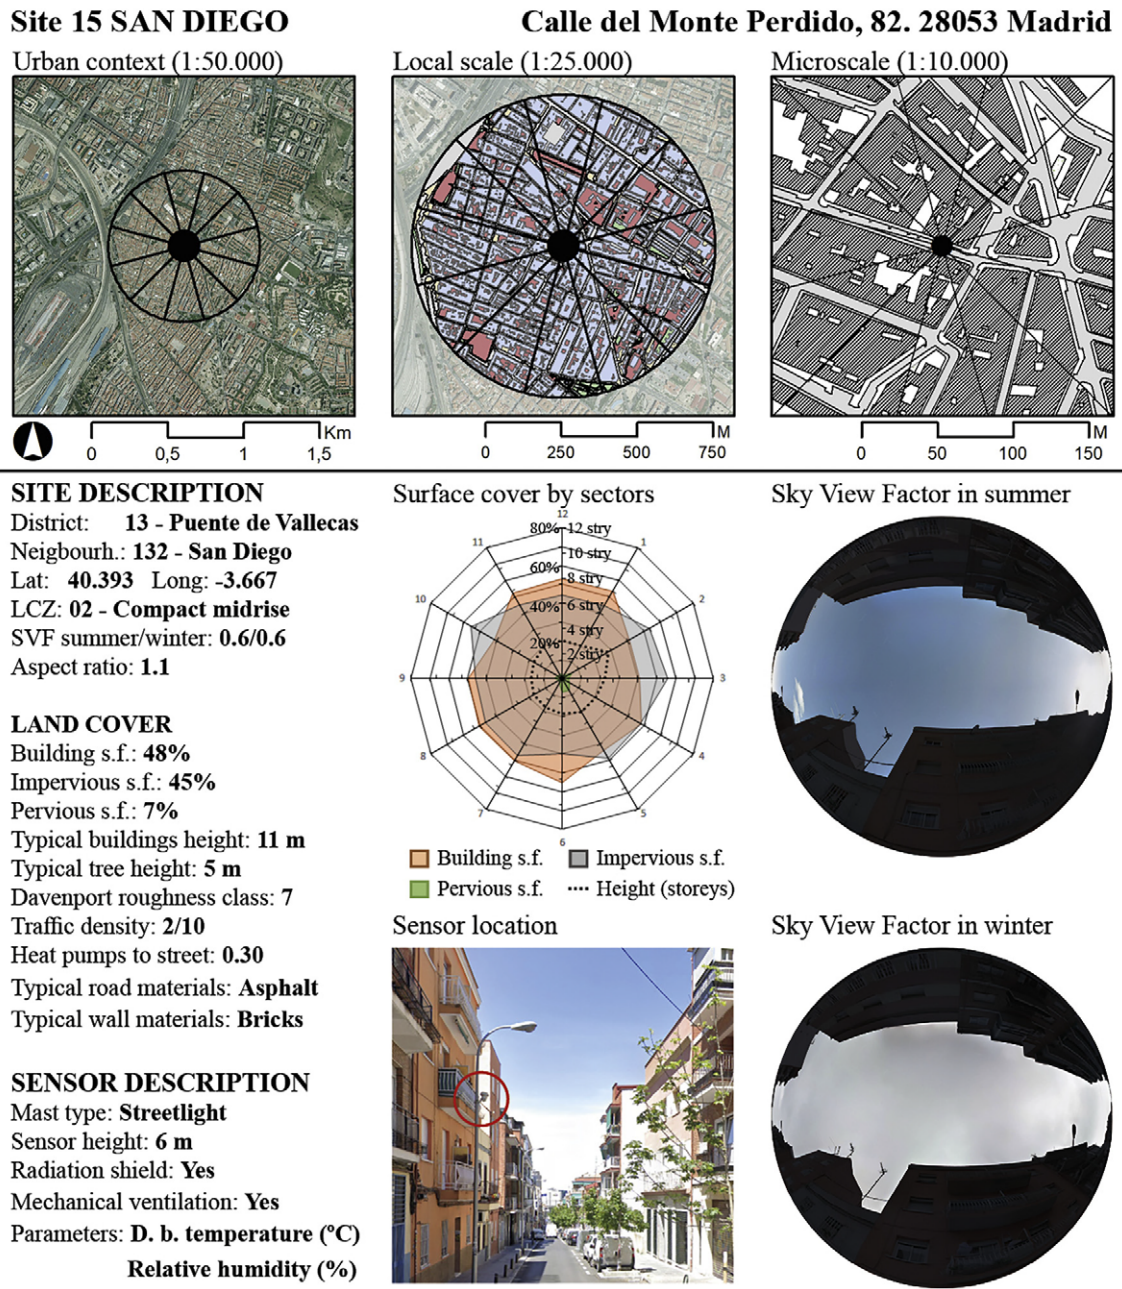 Site 15 SAN DIEGO
Calle del Monte Perdido, 82. 28053 Madrid
Urban context (1:50.000)
Local scale (1:25.000)
Microscale (1:10.000)
Km
0 0,5 1 1,5
M
0 250 500 750
M
0 50 100 150
SITE DESCRIPTION
District: 13 - Puente de Vallecas
Neigbourh.: 132 - San Diego
Lat: 40.393 Long: -3.667
LCZ: 02 - Compact midrise
SVF summer/winter: 0.6/0.6
Aspect ratio: 1.1
LAND COVER
Building s.f.: 48%
Impervious s.f.: 45%
Pervious s.f.: 7%
Typical buildings height: 11 m
Typical tree height: 5 m
Davenport roughness class: 7
Traffic density: 2/10
Heat pumps to street: 0.30
Typical road materials: Asphalt
Typical wall materials: Bricks
SENSOR DESCRIPTION
Mast type: Streetlight
Sensor height: 6 m
Radiation shield: Yes
Mechanical ventilation: Yes
Parameters: D. b. temperature (ºC)
Relative humidity (%)
Surface cover by sectors
12
80% 12 stry
11
1
10 stry
60%
8 stry
10
2
40% 6 stry
4 stry
20%
2 stry
9
3
8
4
7
5
6
Building s.f.
Impervious s.f.
Pervious s.f.
Height (storeys)
Sensor location
Sky View Factor in summer
Sky View Factor in winter